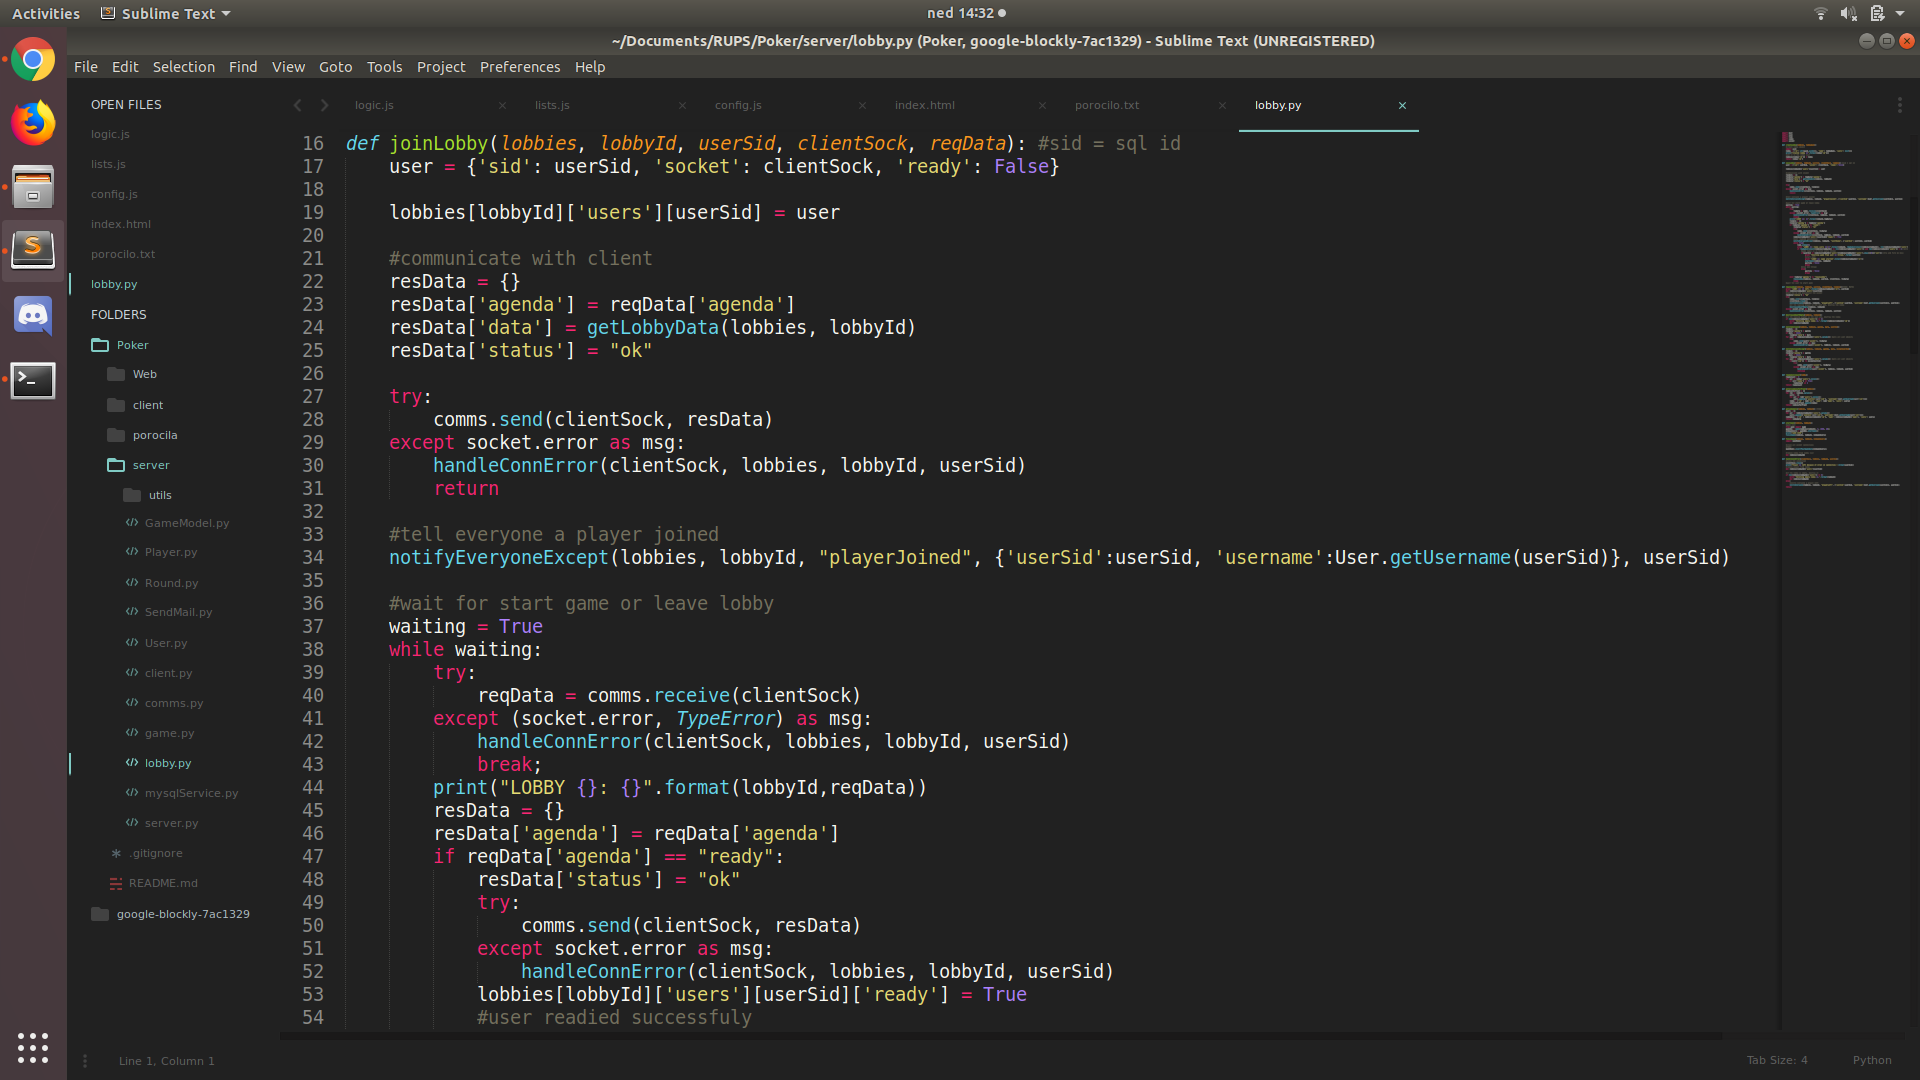 Activities Sublime Text ned 14:32
~/Documents/RUPS/Poker/server/lobby.py (Poker, google-blockly-7ac1329) - Sublime Text (UNREGISTERED)
File Edit Selection Find View Goto Tools Project Preferences Help
OPEN FILES
logic.js
lists.js
config.js
index.html
porocilo.txt
lobby.py
FOLDERS
Poker
Web
client
porocila
server
utils
GameModel.py
Player.py
Round.py
SendMail.py
User.py
client.py
comms.py
game.py
lobby.py
mysqlService.py
server.py
.gitignore
README.md
google-blockly-7ac1329
logic.js lists.js config.js index.html porocilo.txt lobby.py
16 def joinLobby(lobbies, lobbyId, userSid, clientSock, reqData): #sid = sql id
17     user = {'sid': userSid, 'socket': clientSock, 'ready': False}
18
19     lobbies[lobbyId]['users'][userSid] = user
20
21     #communicate with client
22     resData = {}
23     resData['agenda'] = reqData['agenda']
24     resData['data'] = getLobbyData(lobbies, lobbyId)
25     resData['status'] = "ok"
26
27     try:
28         comms.send(clientSock, resData)
29     except socket.error as msg:
30         handleConnError(clientSock, lobbies, lobbyId, userSid)
31         return
32
33     #tell everyone a player joined
34     notifyEveryoneExcept(lobbies, lobbyId, "playerJoined", {'userSid':userSid, 'username':User.getUsername(userSid)}, userSid)
35
36     #wait for start game or leave lobby
37     waiting = True
38     while waiting:
39         try:
40             reqData = comms.receive(clientSock)
41         except (socket.error, TypeError) as msg:
42             handleConnError(clientSock, lobbies, lobbyId, userSid)
43             break;
44         print("LOBBY {}: {}".format(lobbyId,reqData))
45         resData = {}
46         resData['agenda'] = reqData['agenda']
47         if reqData['agenda'] == "ready":
48             resData['status'] = "ok"
49             try:
50                 comms.send(clientSock, resData)
51             except socket.error as msg:
52                 handleConnError(clientSock, lobbies, lobbyId, userSid)
53             lobbies[lobbyId]['users'][userSid]['ready'] = True
54             #user readied successfuly
Line 1, Column 1 Tab Size: 4 Python